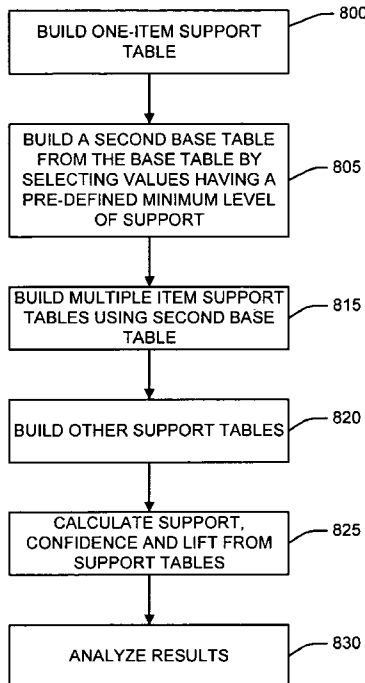 800
BUILD ONE-ITEM SUPPORT
TABLE
BUILD A SECOND BASE TABLE
FROM THE BASE TABLE BY
SELECTING VALUES HAVING A
PRE-DEFINED MINIMUM LEVEL
OF SUPPORT
805
BUILD MULTIPLE ITEM SUPPORT
TABLES USING SECOND BASE
TABLE
815
BUILD OTHER SUPPORT TABLES
820
CALCULATE SUPPORT,
CONFIDENCE AND LIFT FROM
SUPPORT TABLES
825
ANALYZE RESULTS
830